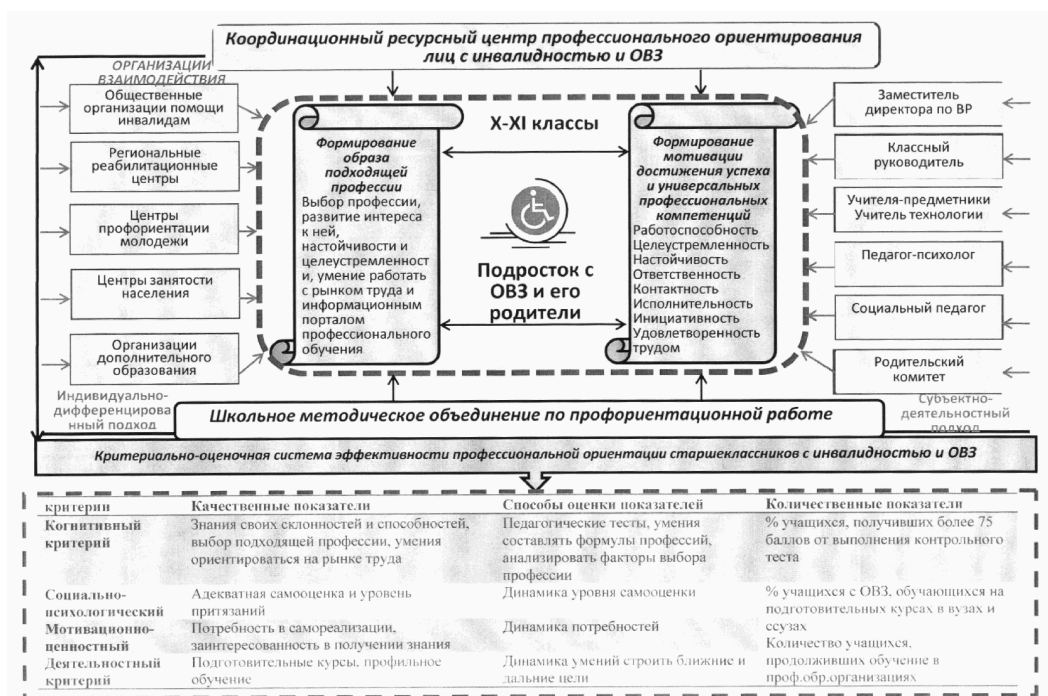 Координационный ресурсный центр профессионального ориентирования
лиц с инвалидностью и ОВЗ
ОРГАНИЗАЦИИ
ВЗАИМОДЕЙСТВИЯ
Общественные
организации помощи
инвалидам
Региональные
реабилитационные
центры
Центры
профориентации
молодежи
Центры занятости
населения
Организации
дополнительного
образования
Индивидуально-
дифференцирова
нный подход
X-XI классы
Формирование
образа
подходящей
профессии
Выбор профессии,
развитие интереса
к ней,
настойчивости и
целеустремленност
и, умение работать
с рынком труда и
информационным
порталом
профессионального
обучения
Подросток с
ОВЗ и его
родители
Формирование
мотивации
достижения успеха
и универсальных
профессиональных
компетенций
Работоспособность
Целеустремленность
Настойчивость
Ответственность
Контактность
Исполнительность
Инициативность
Удовлетворенность
трудом
Заместитель
директора по ВР
Классный
руководитель
Учителя-предметники
Учитель технологии
Педагог-психолог
Социальный педагог
Родительский
комитет
Субъектно-
деятельностный
подход
Школьное методическое объединение по профориентационной работе
Критериально-оценочная система эффективности профессиональной ориентации старшеклассников с инвалидностью и ОВЗ
критерии Качественные показатели Способы оценки показателей Количественные показатели
Когнитивный Знания своих склонностей и способностей, Педагогические тесты, умения % учащихся, получивших более 75
критерий выбор подходящей профессии, умения составлять формулы профессий, баллов от выполнения контрольного
ориентироваться на рынке труда анализировать факторы выбора теста
профессии
Социально- Адекватная самооценка и уровень Динамика уровня самооценки % учащихся с ОВЗ, обучающихся на
психологический притязаний подготовительных курсах в вузах и
Мотивационно- Потребность в самореализации, Динамика потребностей ссузах
ценностный заинтересованность в получении знания Количество учащихся,
Деятельностный Подготовительные курсы, профильное Динамика умений строить ближние и продолживших обучение в
критерий обучение дальние цели проф.обр.организациях